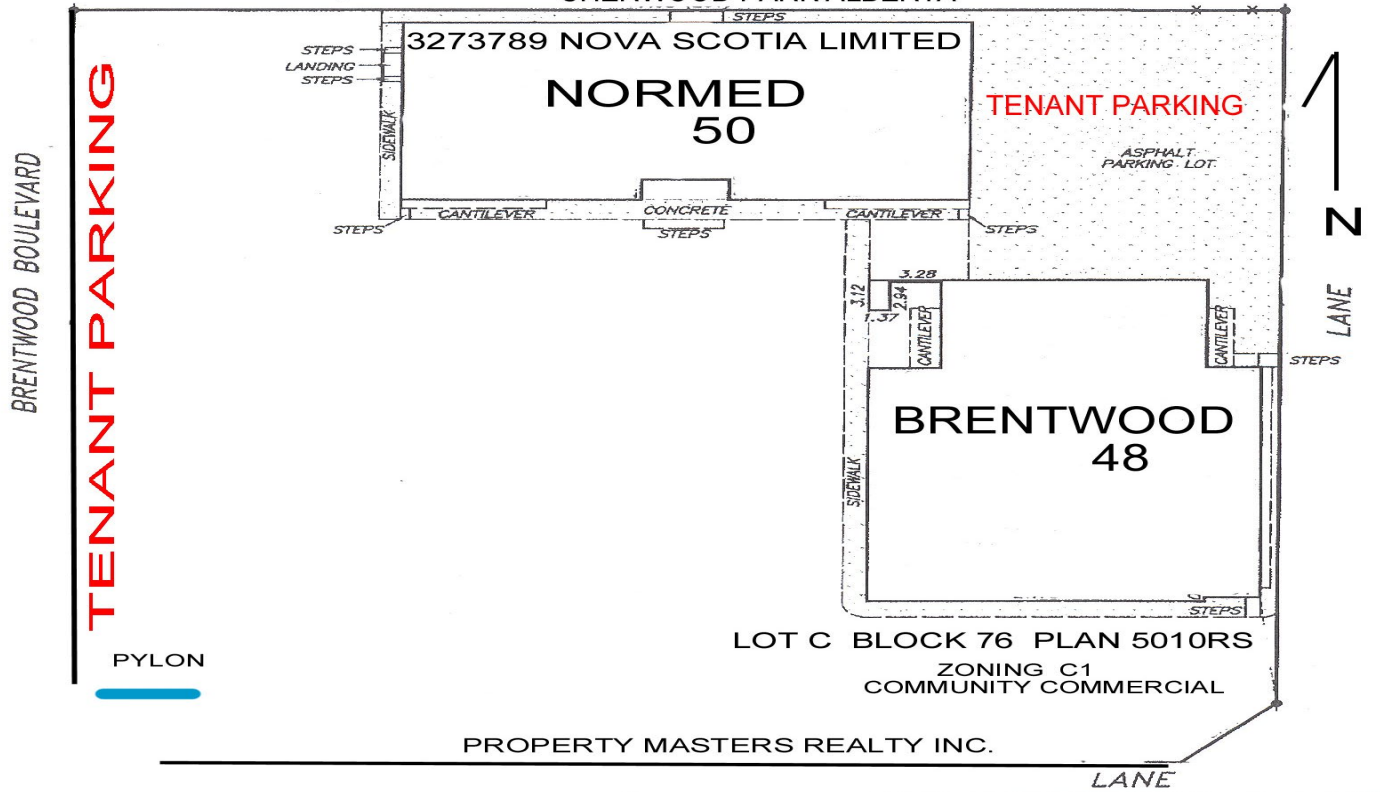 STEPS
3273789 NOVA SCOTIA LIMITED
STEPS
LANDING
STEPS
NORMED
50
TENANT PARKING
ASPHALT
PARKING LOT
SIDEWALK
TENANT PARKING
BRENTWOOD BOULEVARD
CANTILEVER
CONCRETE
CANTILEVER
STEPS
STEPS
STEPS
N
LANE
3.28
3.12
2.94
1.37
CANTILEVER
CANTILEVER
STEPS
BRENTWOOD
48
SIDEWALK
STEPS
LOT C BLOCK 76 PLAN 5010RS
ZONING C1
COMMUNITY COMMERCIAL
PYLON
PROPERTY MASTERS REALTY INC.
LANE